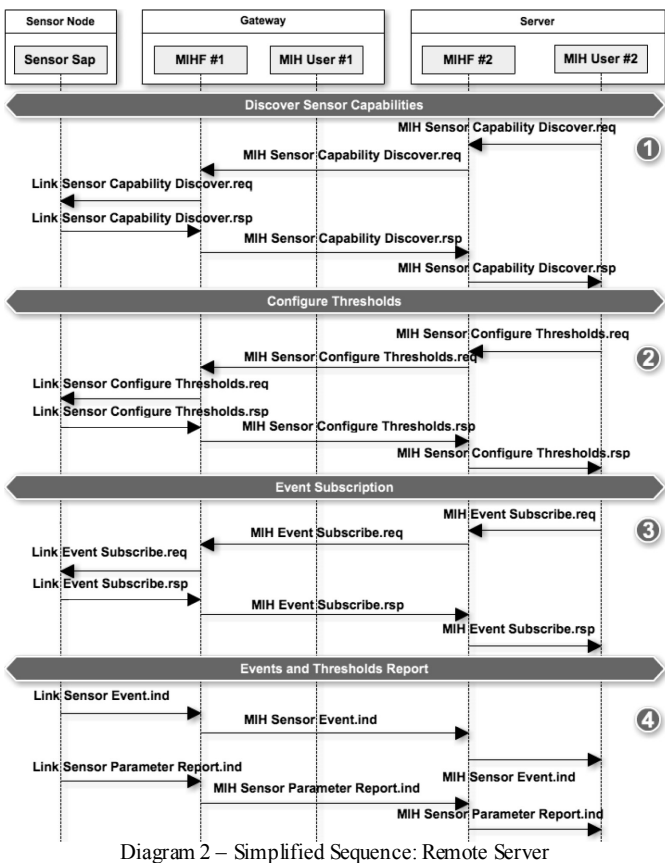 Sensor Node
Gateway
Server
Sensor Sap
MIHF #1
MIH User #1
MIHF #2
MIH User #2
Discover Sensor Capabilities
MIH Sensor Capability Discover.req
1
MIH Sensor Capability Discover.req
Link Sensor Capability Discover.req
Link Sensor Capability Discover.rsp
MIH Sensor Capability Discover.rsp
MIH Sensor Capability Discover.rsp
Configure Thresholds
MIH Sensor Configure Thresholds.req
2
MIH Sensor Configure Thresholds.req
Link Sensor Configure Thresholds.req
Link Sensor Configure Thresholds.rsp
MIH Sensor Configure Thresholds.rsp
MIH Sensor Configure Thresholds.rsp
Event Subscription
MIH Event Subscribe.req
3
MIH Event Subscribe.req
Link Event Subscribe.req
Link Event Subscribe.rsp
MIH Event Subscribe.rsp
MIH Event Subscribe.rsp
Events and Thresholds Report
Link Sensor Event.ind
MIH Sensor Event.ind
4
Link Sensor Parameter Report.ind
MIH Sensor Event.ind
MIH Sensor Parameter Report.ind
MIH Sensor Parameter Report.ind
Diagram 2 – Simplified Sequence: Remote Server